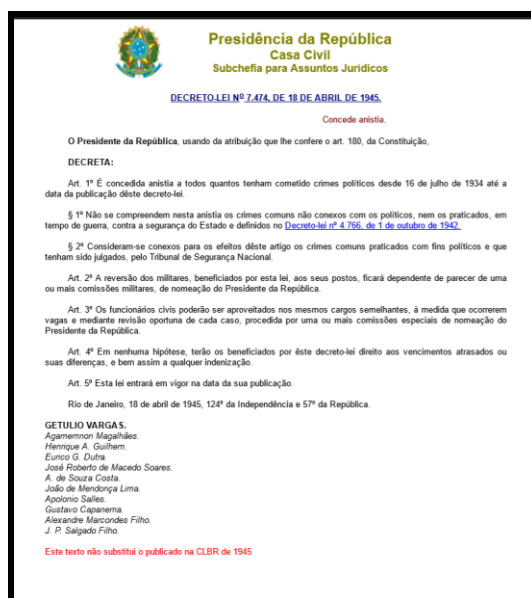 Presidência da República
Casa Civil
Subchefia para Assuntos Jurídicos
DECRETO-LEI Nº 7.474, DE 18 DE ABRIL DE 1945.
Concede anistia.
O Presidente da República, usando da atribuição que lhe confere o art. 180, da Constituição,
DECRETA:
Art. 1º É concedida anistia a todos quantos tenham cometido crimes políticos desde 16 de julho de 1934 até a
data da publicação dêste decreto-lei.
§ 1º Não se compreendem nesta anistia os crimes comuns não conexos com os políticos, nem os praticados, em
tempo de guerra, contra a segurança do Estado e definidos no Decreto-lei nº 4.766, de 1 de outubro de 1942.
§ 2º Consideram-se conexos para os efeitos dêste artigo os crimes comuns praticados com fins políticos e que
tenham sido julgados, pelo Tribunal de Segurança Nacional.
Art. 2º A reversão dos militares, beneficiados por esta lei, aos seus postos, ficará dependente de parecer de uma
ou mais comissões militares, de nomeação do Presidente da República.
Art. 3º Os funcionários civis poderão ser aproveitados nos mesmos cargos semelhantes, à medida que ocorrerem
vagas e mediante revisão oportuna de cada caso, procedida por uma ou mais comissões especiais de nomeação do
Presidente da República.
Art. 4º Em nenhuma hipótese, terão os beneficiados por êste decreto-lei direito aos vencimentos atrasados ou
suas diferenças, e bem assim a qualquer indenização.
Art. 5º Esta lei entrará em vigor na data da sua publicação.
Rio de Janeiro, 18 de abril de 1945, 124º da Independência e 57º da República.
GETULIO VARGAS.
Agamemnon Magalhães.
Henrique A. Guilhem.
Eurico G. Dutra.
José Roberto de Macedo Soares.
A. de Souza Costa.
João de Mendonça Lima.
Apolonio Salles.
Gustavo Capanema.
Alexandre Marcondes Filho.
J. P. Salgado Filho.
Este texto não substitui o publicado na CLBR de 1945